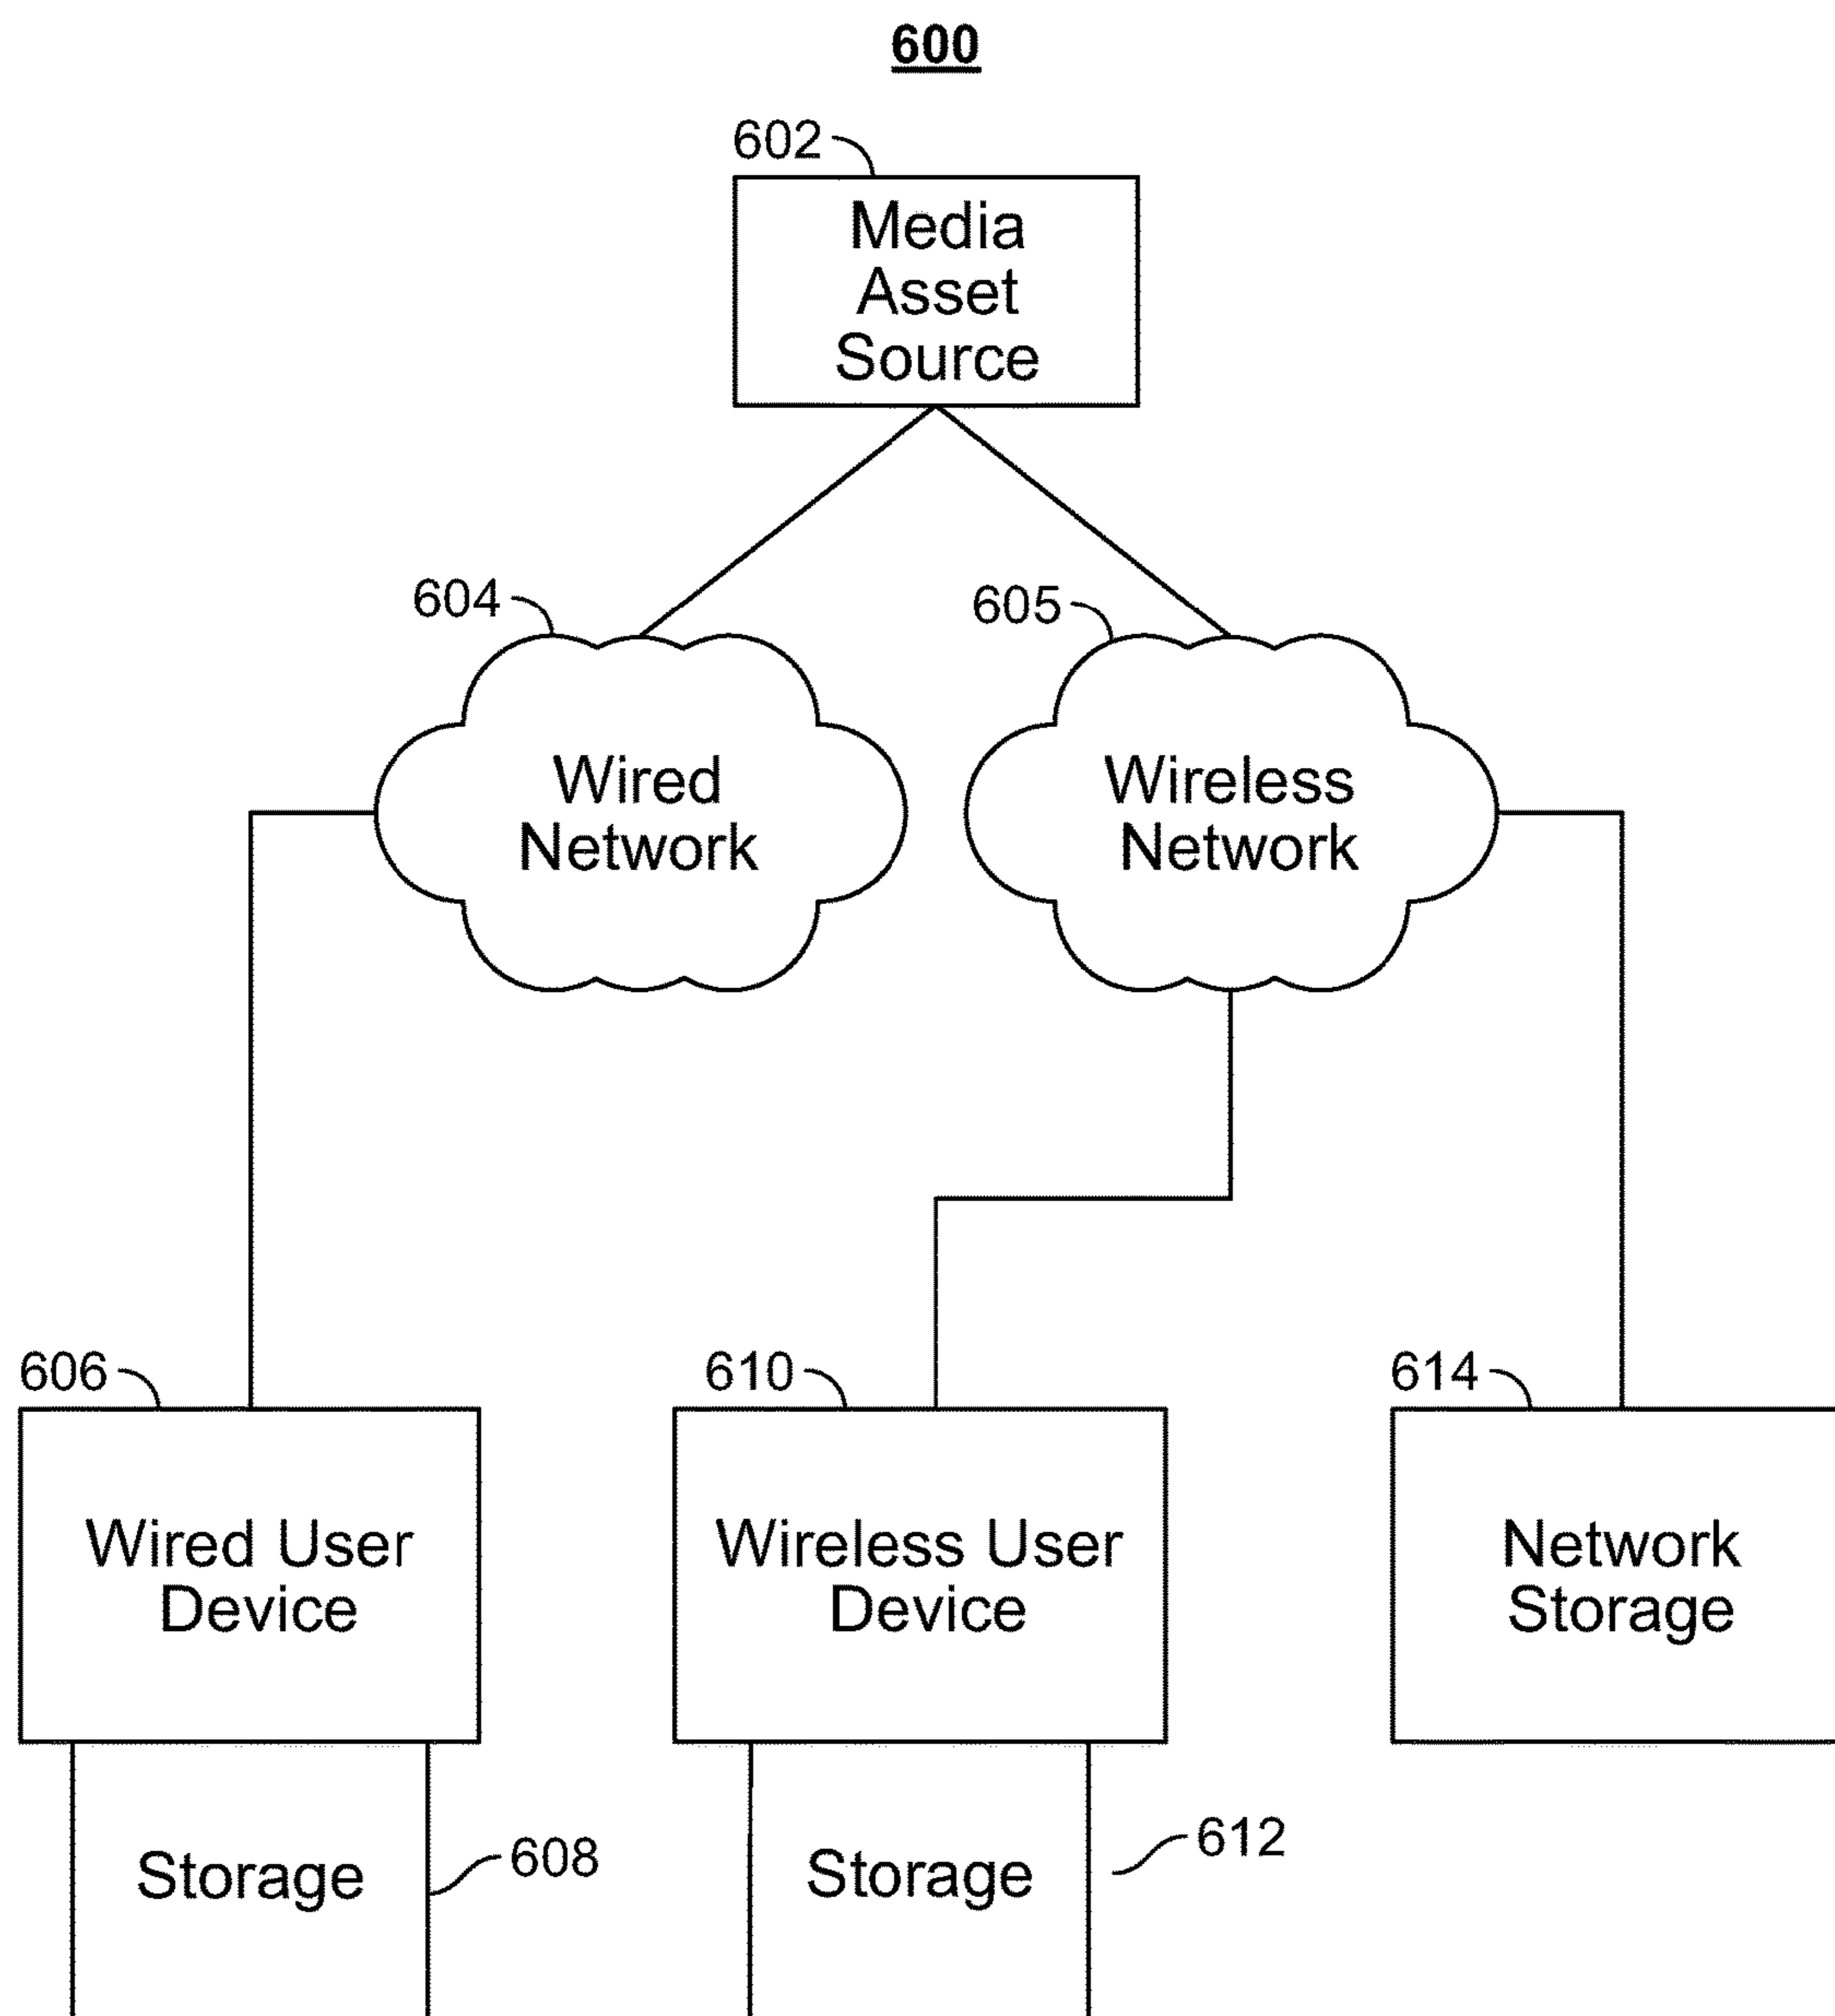 600
602
Media
Asset
Source
604
605
Wired
Network
Wireless
Network
606
610
614
Wired User
Device
Wireless User
Device
Network
Storage
Storage
608
Storage
612